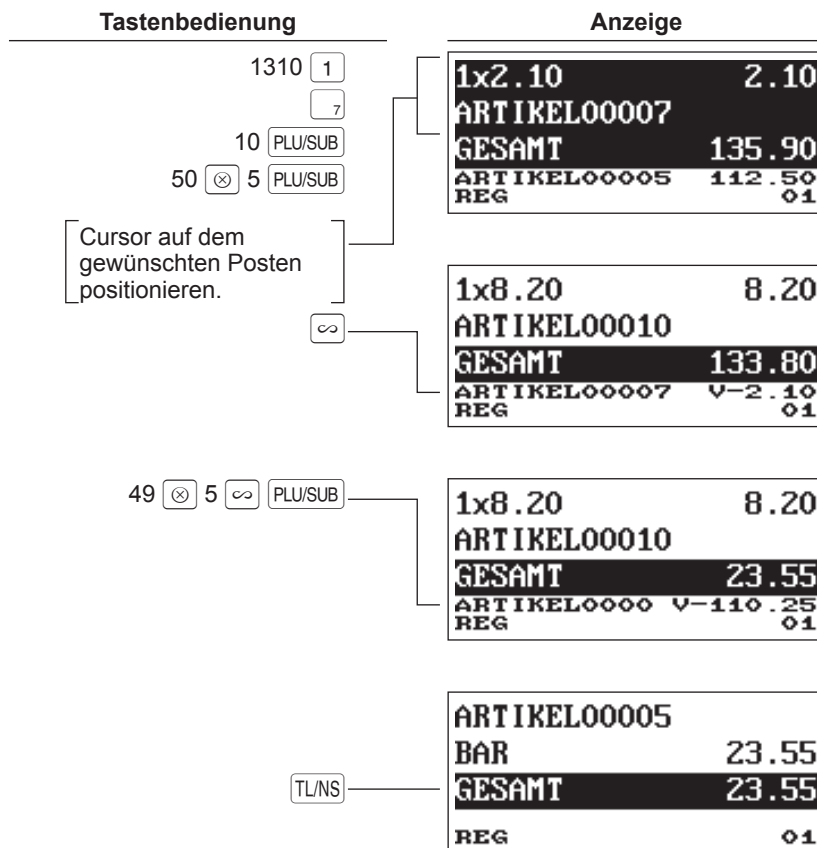 Tastenbedienung
Anzeige
1310 1
7
10 PLU/SUB
50 ⊗ 5 PLU/SUB
Cursor auf dem
gewünschten Posten
positionieren.
1x2.10 2.10
ARTIKEL00007
GESAMT 135.90
ARTIKEL00005 112.50
REG 01
∽
1x8.20 8.20
ARTIKEL00010
GESAMT 133.80
ARTIKEL00007 V-2.10
REG 01
49 ⊗ 5 ∽ PLU/SUB
1x8.20 8.20
ARTIKEL00010
GESAMT 23.55
ARTIKEL0000 V-110.25
REG 01
TL/NS
ARTIKEL00005
BAR 23.55
GESAMT 23.55
REG 01